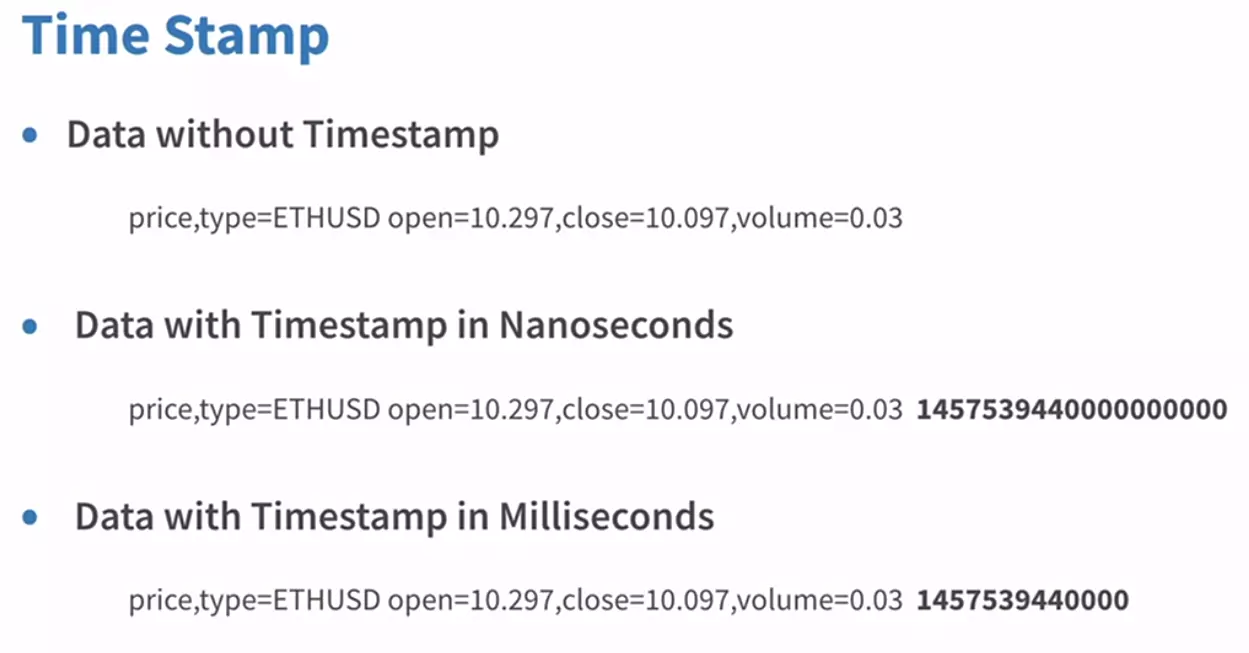 Time Stamp
• Data without Timestamp
price,type=ETHUSD open=10.297,close=10.097,volume=0.03
• Data with Timestamp in Nanoseconds
price,type=ETHUSD open=10.297,close=10.097,volume=0.03 1457539440000000000
• Data with Timestamp in Milliseconds
price,type=ETHUSD open=10.297,close=10.097,volume=0.03 1457539440000